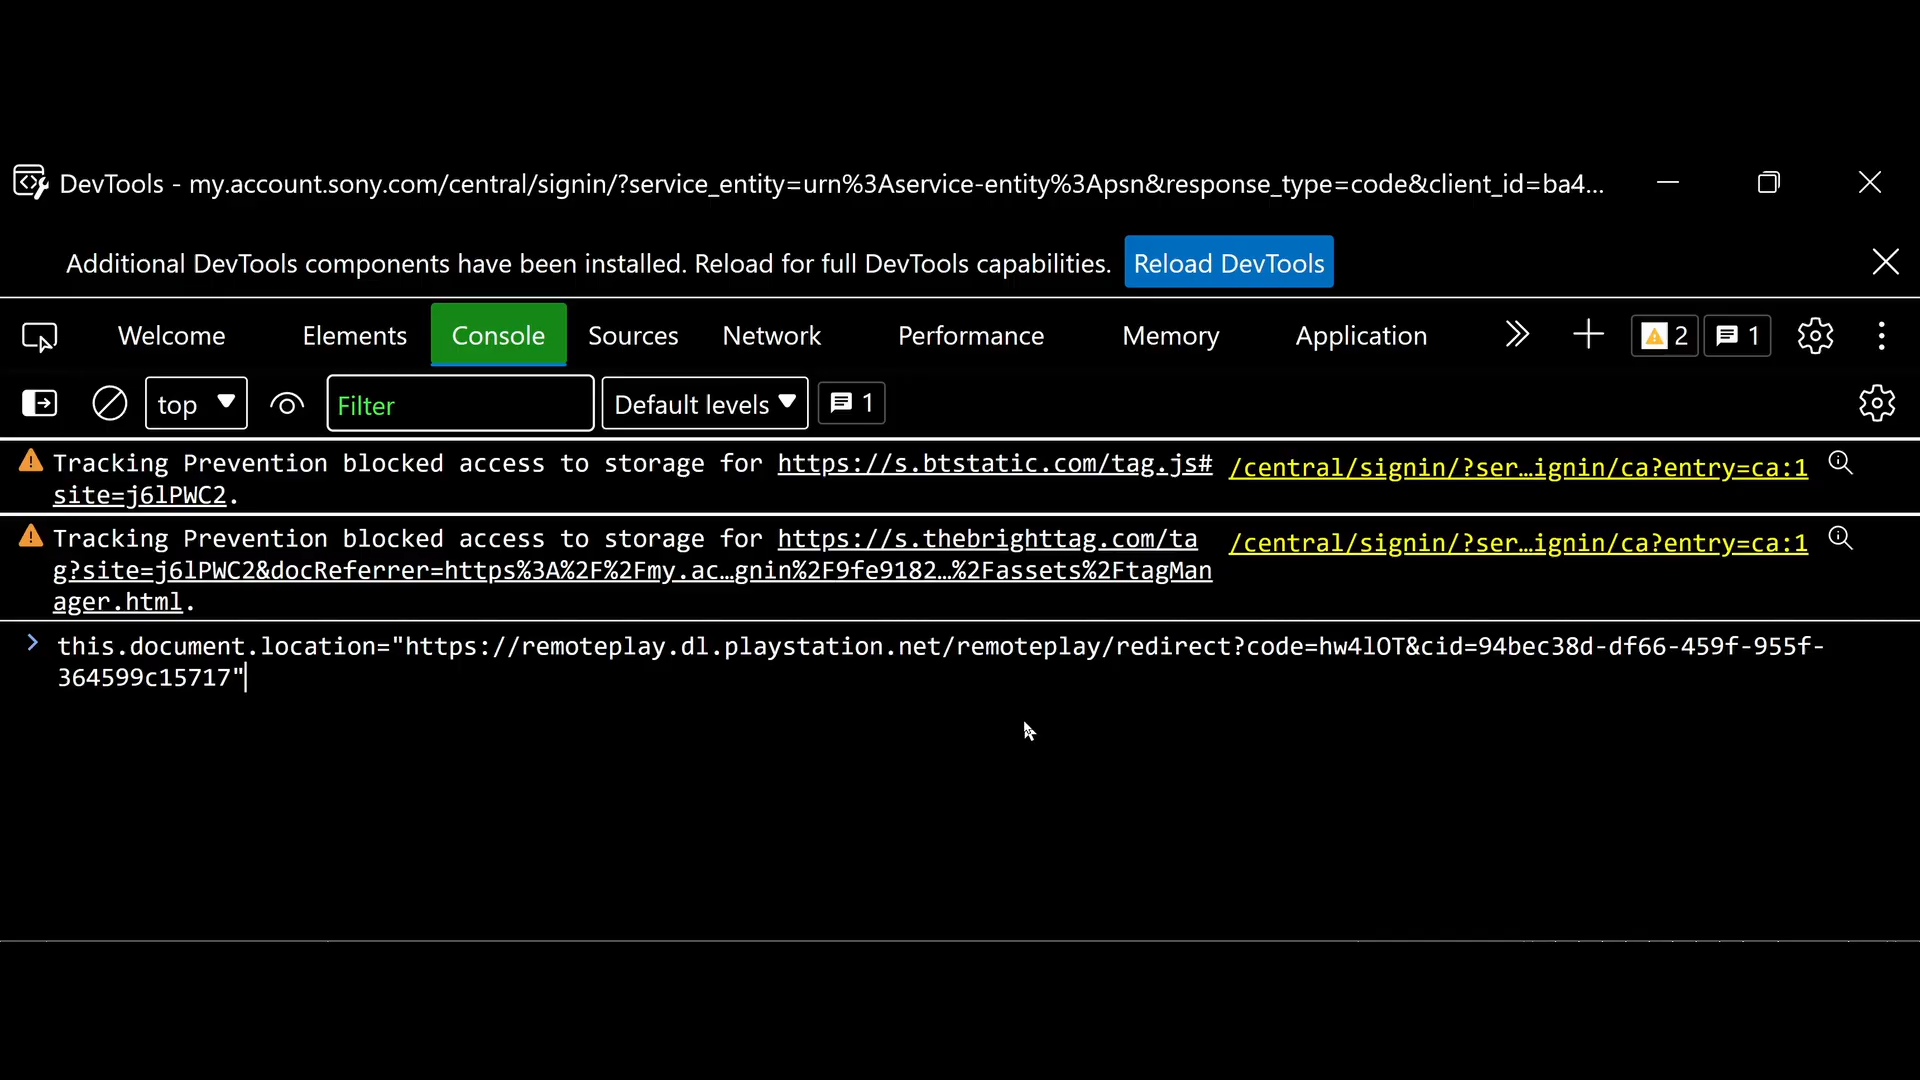 DevTools - my.account.sony.com/central/signin/?service_entity=urn%3Aservice-entity%3Apsn&response_type=code&client_id=ba4...
Additional DevTools components have been installed. Reload for full DevTools capabilities. Reload DevTools
Welcome Elements Console Sources Network Performance Memory Application 2 1
top Filter Default levels 1
Tracking Prevention blocked access to storage for https://s.btstatic.com/tag.js# /central/signin/?ser…ignin/ca?entry=ca:1
site=j6lPWC2.
Tracking Prevention blocked access to storage for https://s.thebrighttag.com/ta /central/signin/?ser…ignin/ca?entry=ca:1
g?site=j6lPWC2&docReferrer=https%3A%2F%2Fmy.ac…gnin%2F9fe9182…%2Fassets%2FtagMan
ager.html.
this.document.location="https://remoteplay.dl.playstation.net/remoteplay/redirect?code=hw4lOT&cid=94bec38d-df66-459f-955f-
364599c15717"